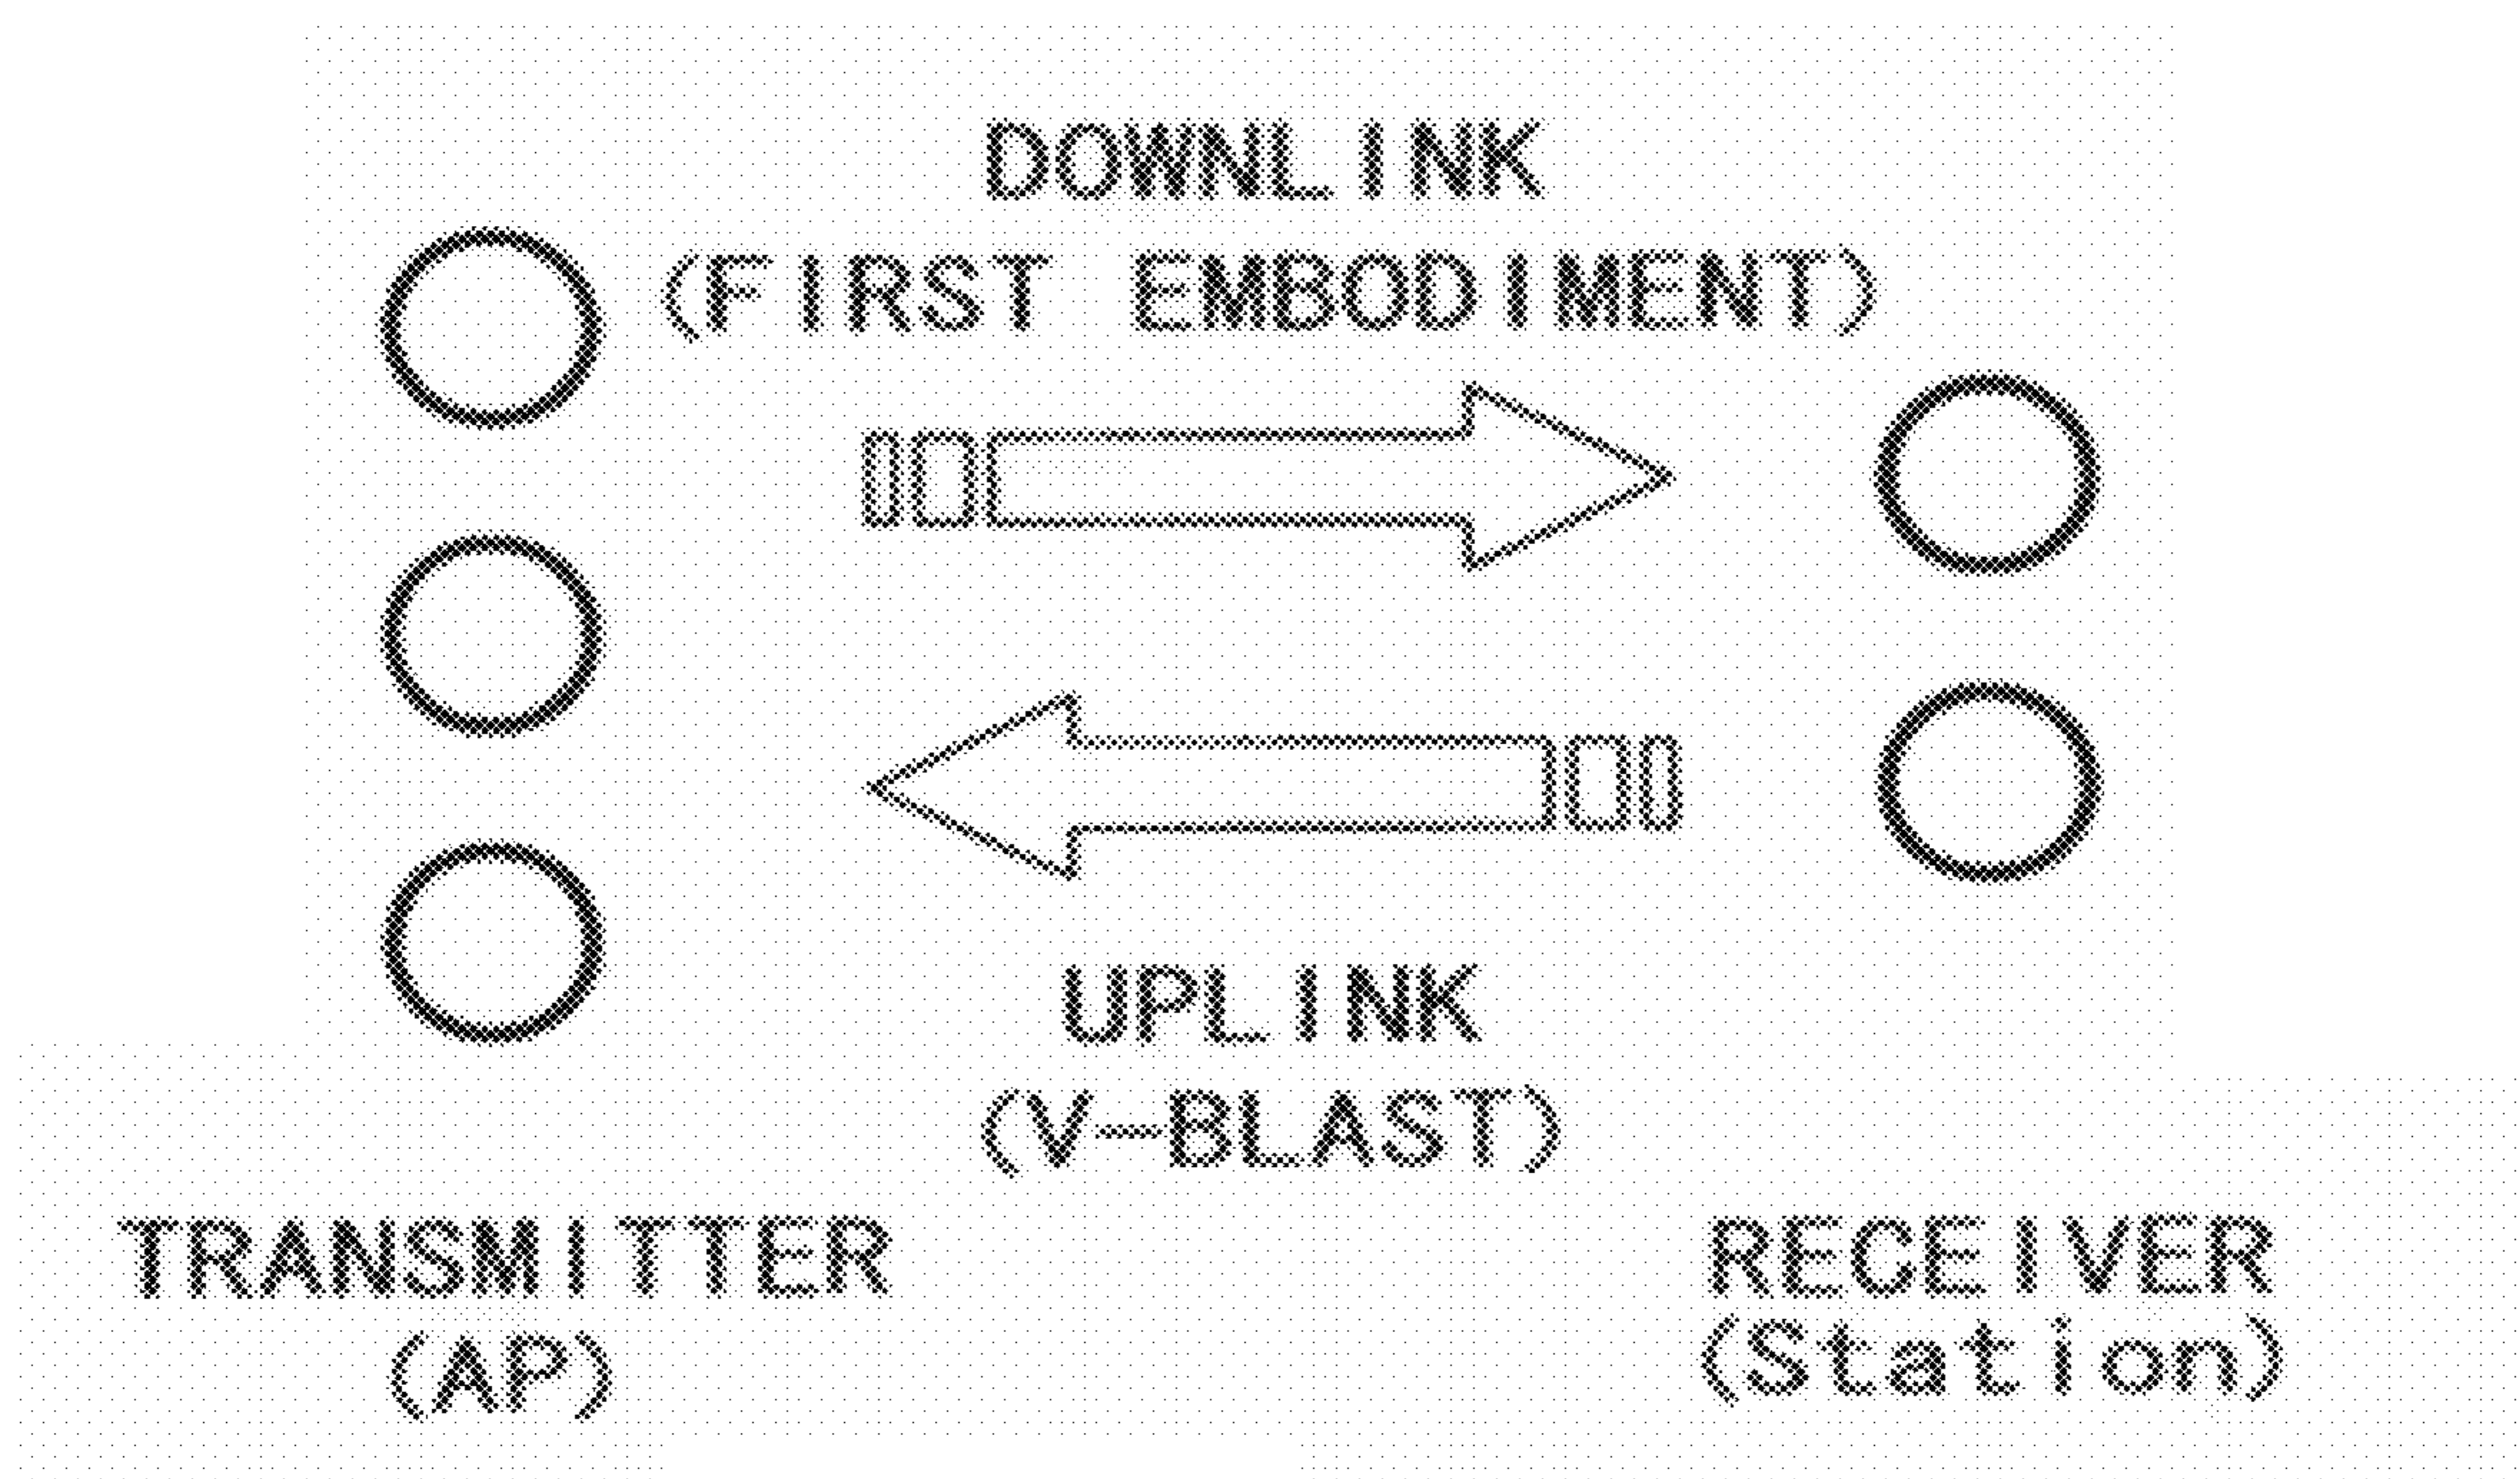 DOWNLINK
(FIRST EMBODIMENT)
UPLINK
(V-BLAST)
TRANSMITTER
(AP)
RECEIVER
(Station)